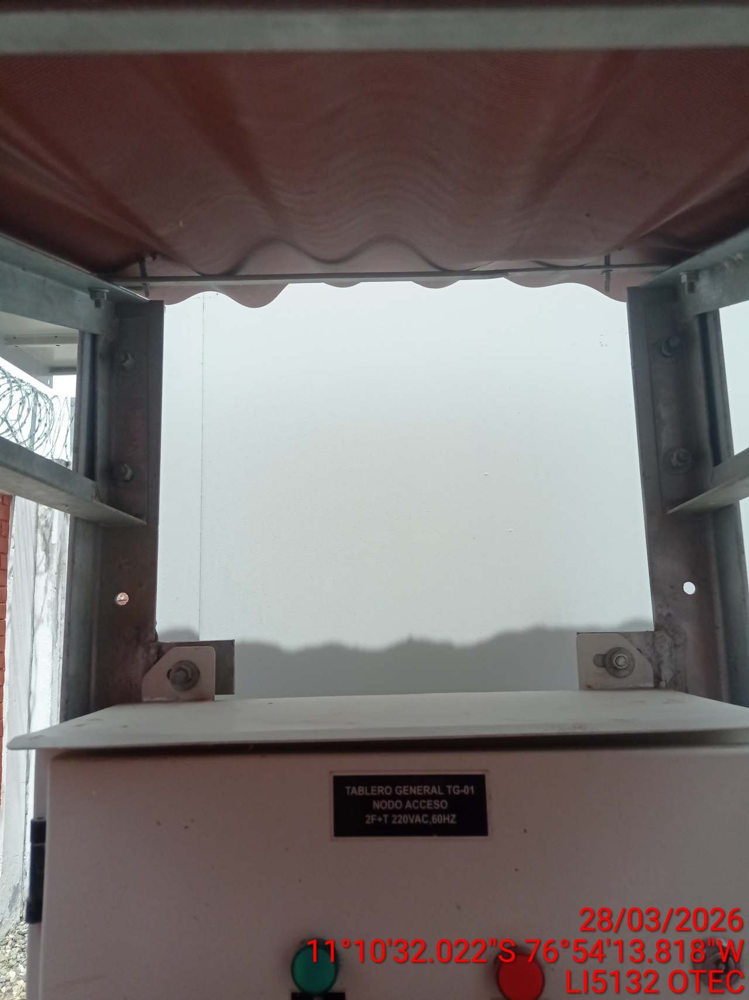 TABLERO GENERAL TG-01
NODO ACCESO
2F+T 220VAC,60HZ
28/03/2026
11°10'32.022"S 76°54'13.818"W
LI5132 OTEC